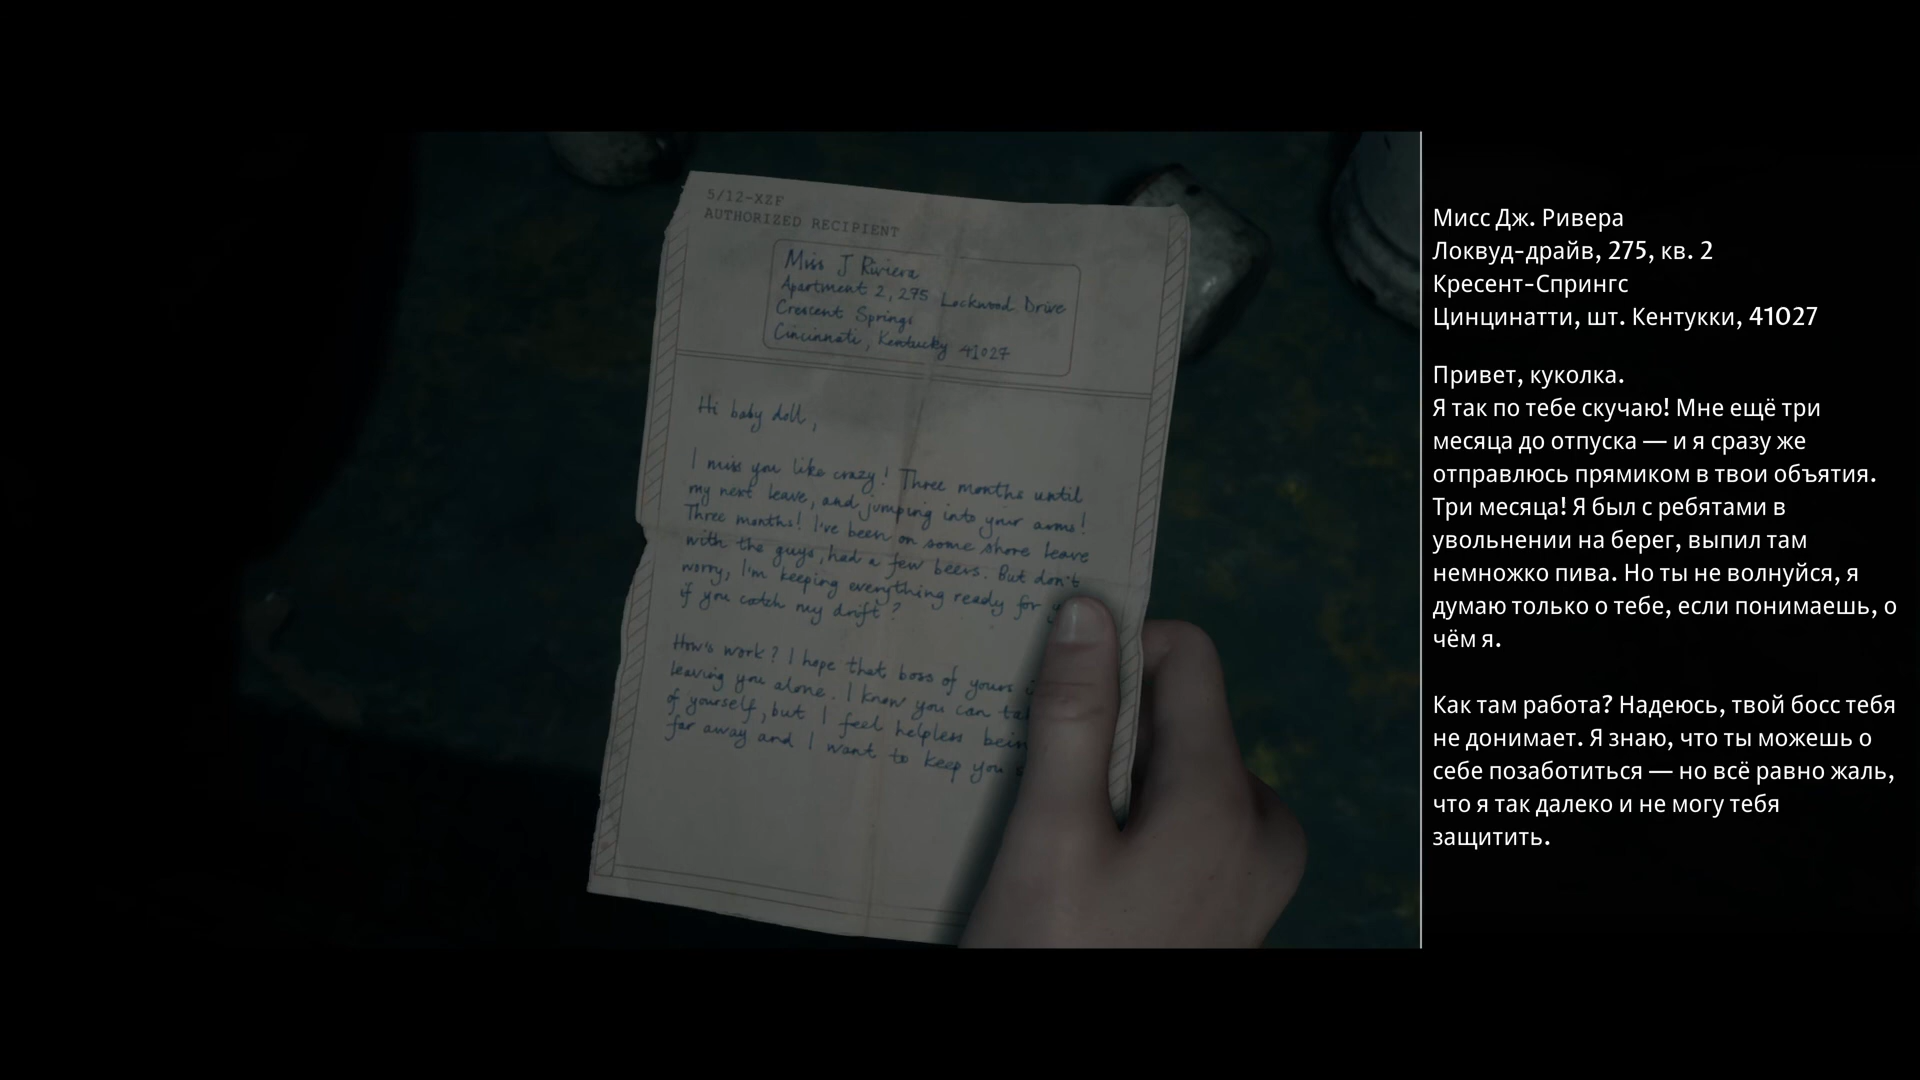 5/12-XZF
AUTHORIZED RECIPIENT
Miss J Riviera
Apartment 2, 275 Lockwood Drive
Crescent Springs
Cincinnati, Kentucky 41027
Hi baby doll,
I miss you like crazy! Three months until
my next leave, and jumping into your arms!
Three months! I've been on some shore leave
with the guys, had a few beers. But don't
worry, I'm keeping everything ready for
if you catch my drift?
How's work? I hope that boss of yours
leaving you alone. I know you can
of yourself, but I feel helpless
far away and I want to keep you
Мисс Дж. Ривера
Локвуд-драйв, 275, кв. 2
Кресент-Спрингс
Цинцинатти, шт. Кентукки, 41027
Привет, куколка.
Я так по тебе скучаю! Мне ещё три
месяца до отпуска — и я сразу же
отправлюсь прямиком в твои объятия.
Три месяца! Я был с ребятами в
увольнении на берег, выпил там
немножко пива. Но ты не волнуйся, я
думаю только о тебе, если понимаешь, о
чём я.
Как там работа? Надеюсь, твой босс тебя
не донимает. Я знаю, что ты можешь о
себе позаботиться — но всё равно жаль,
что я так далеко и не могу тебя
защитить.